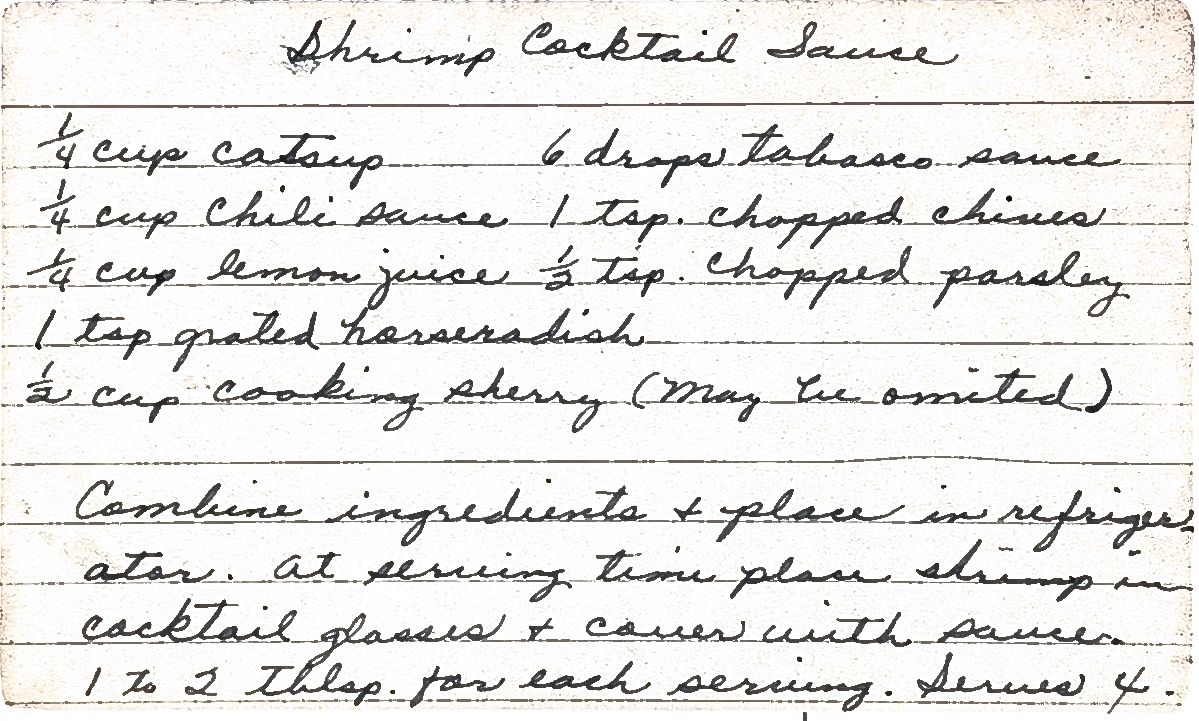 Shrimp Cocktail Sauce
1/4 cup catsup 6 drops tabasco sauce
1/4 cup Chili sauce 1 tsp. chopped chives
1/4 cup lemon juice 1/2 tsp. Chopped parsley
1 tsp grated horseradish
1/2 cup cooking sherry (May be omited)
Combine ingredients + place in refriger-
ator. At serving time place shrimp in
cocktail glasses + cover with sauce.
1 to 2 tblsp. for each serving. Serves 4.